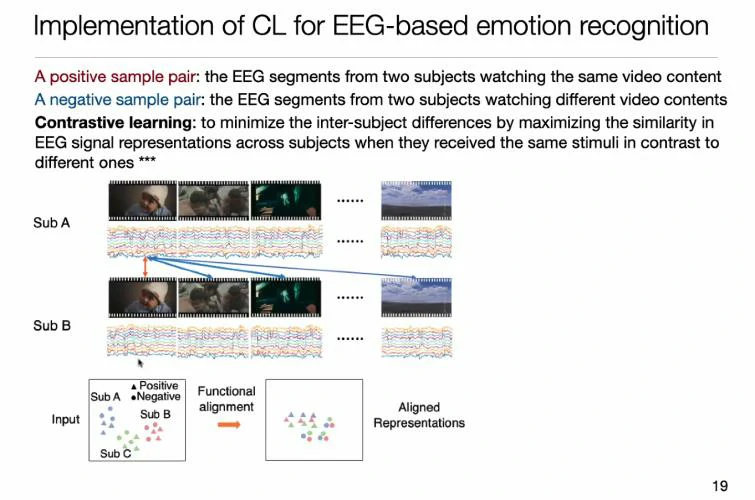 Implementation of CL for EEG-based emotion recognition
A positive sample pair: the EEG segments from two subjects watching the same video content
A negative sample pair: the EEG segments from two subjects watching different video contents
Contrastive learning: to minimize the inter-subject differences by maximizing the similarity in
EEG signal representations across subjects when they received the same stimuli in contrast to
different ones ***
Sub A
......
......
Sub B
......
......
Input
▲ Positive
●Negative
Sub A
Sub B
Sub C
Functional
alignment
Aligned
Representations
19